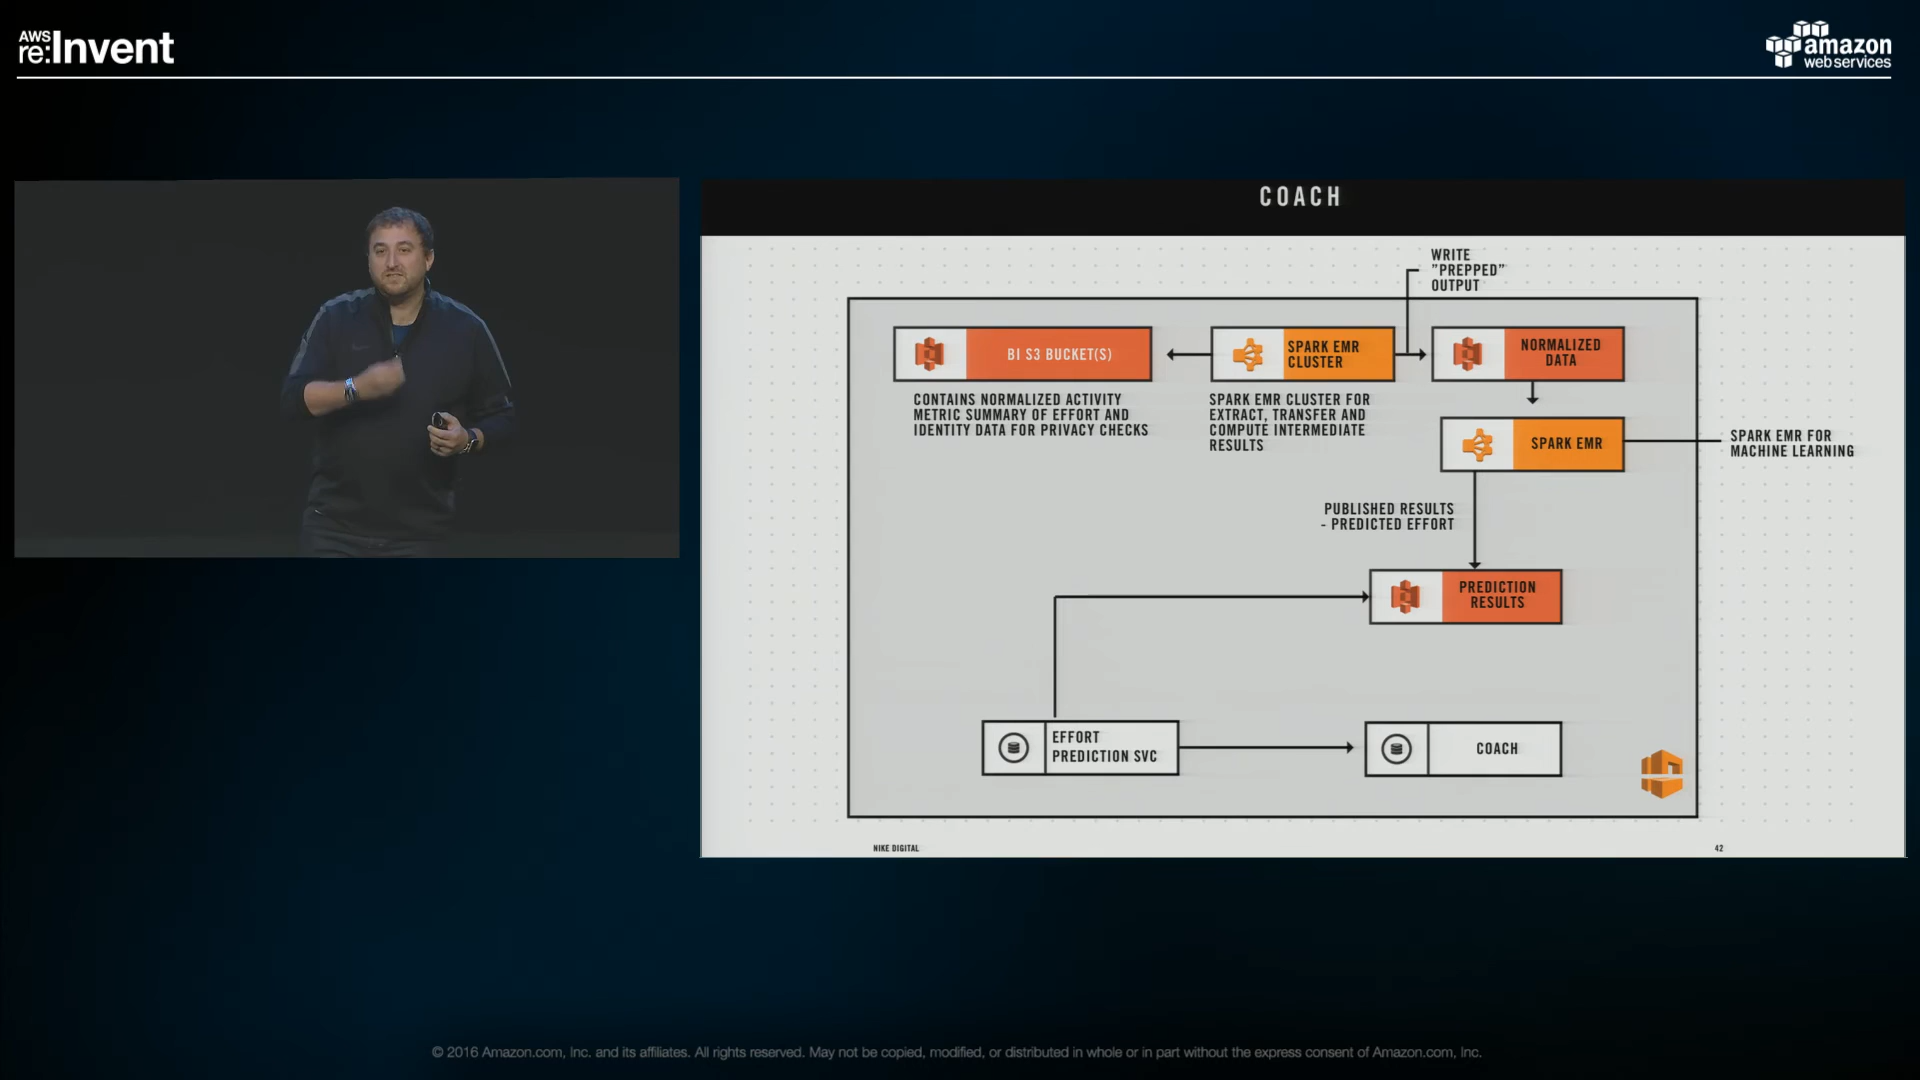 AWS
re:Invent
amazon
web services
COACH
WRITE
"PREPPED"
OUTPUT
BI S3 BUCKET(S)
SPARK EMR
CLUSTER
NORMALIZED
DATA
CONTAINS NORMALIZED ACTIVITY
METRIC SUMMARY OF EFFORT AND
IDENTITY DATA FOR PRIVACY CHECKS
SPARK EMR CLUSTER FOR
EXTRACT, TRANSFER AND
COMPUTE INTERMEDIATE
RESULTS
SPARK EMR
SPARK EMR FOR
MACHINE LEARNING
PUBLISHED RESULTS
- PREDICTED EFFORT
PREDICTION
RESULTS
EFFORT
PREDICTION SVC
COACH
NIKE DIGITAL
42
© 2016 Amazon.com, Inc. and its affiliates. All rights reserved. May not be copied, modified, or distributed in whole or in part without the express consent of Amazon.com, Inc.